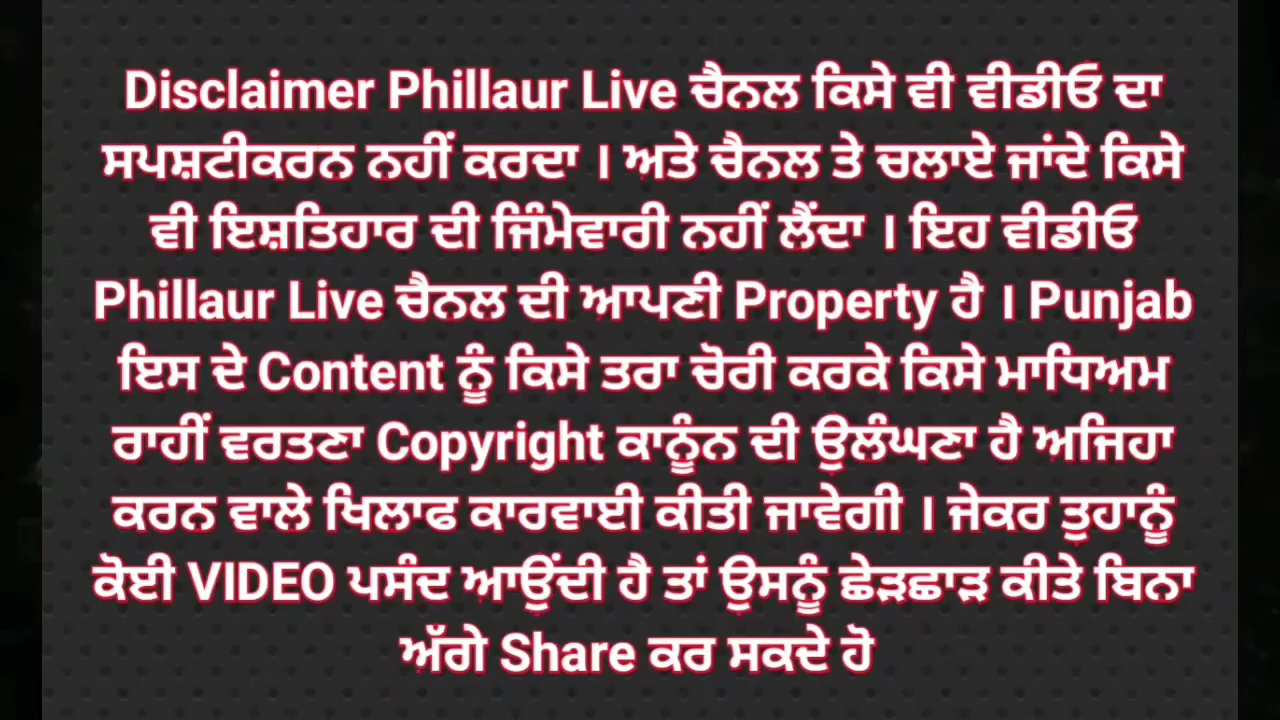 Disclaimer Phillaur Live ਚੈਨਲ ਕਿਸੇ ਵੀ ਵੀਡੀਓ ਦਾ
ਸਪਸ਼ਟੀਕਰਨ ਨਹੀਂ ਕਰਦਾ । ਅਤੇ ਚੈਨਲ ਤੇ ਚਲਾਏ ਜਾਂਦੇ ਕਿਸੇ
ਵੀ ਇਸ਼ਤਿਹਾਰ ਦੀ ਜਿੰਮੇਵਾਰੀ ਨਹੀਂ ਲੈਂਦਾ । ਇਹ ਵੀਡੀਓ
Phillaur Live ਚੈਨਲ ਦੀ ਆਪਣੀ Property ਹੈ । Punjab
ਇਸ ਦੇ Content ਨੂੰ ਕਿਸੇ ਤਰਾ ਚੋਰੀ ਕਰਕੇ ਕਿਸੇ ਮਾਧਿਅਮ
ਰਾਹੀਂ ਵਰਤਣਾ Copyright ਕਾਨੂੰਨ ਦੀ ਉਲੰਘਣਾ ਹੈ ਅਜਿਹਾ
ਕਰਨ ਵਾਲੇ ਖਿਲਾਫ ਕਾਰਵਾਈ ਕੀਤੀ ਜਾਵੇਗੀ । ਜੇਕਰ ਤੁਹਾਨੂੰ
ਕੋਈ VIDEO ਪਸੰਦ ਆਉਂਦੀ ਹੈ ਤਾਂ ਉਸਨੂੰ ਛੇੜਛਾੜ ਕੀਤੇ ਬਿਨਾ
ਅੱਗੇ Share ਕਰ ਸਕਦੇ ਹੋ